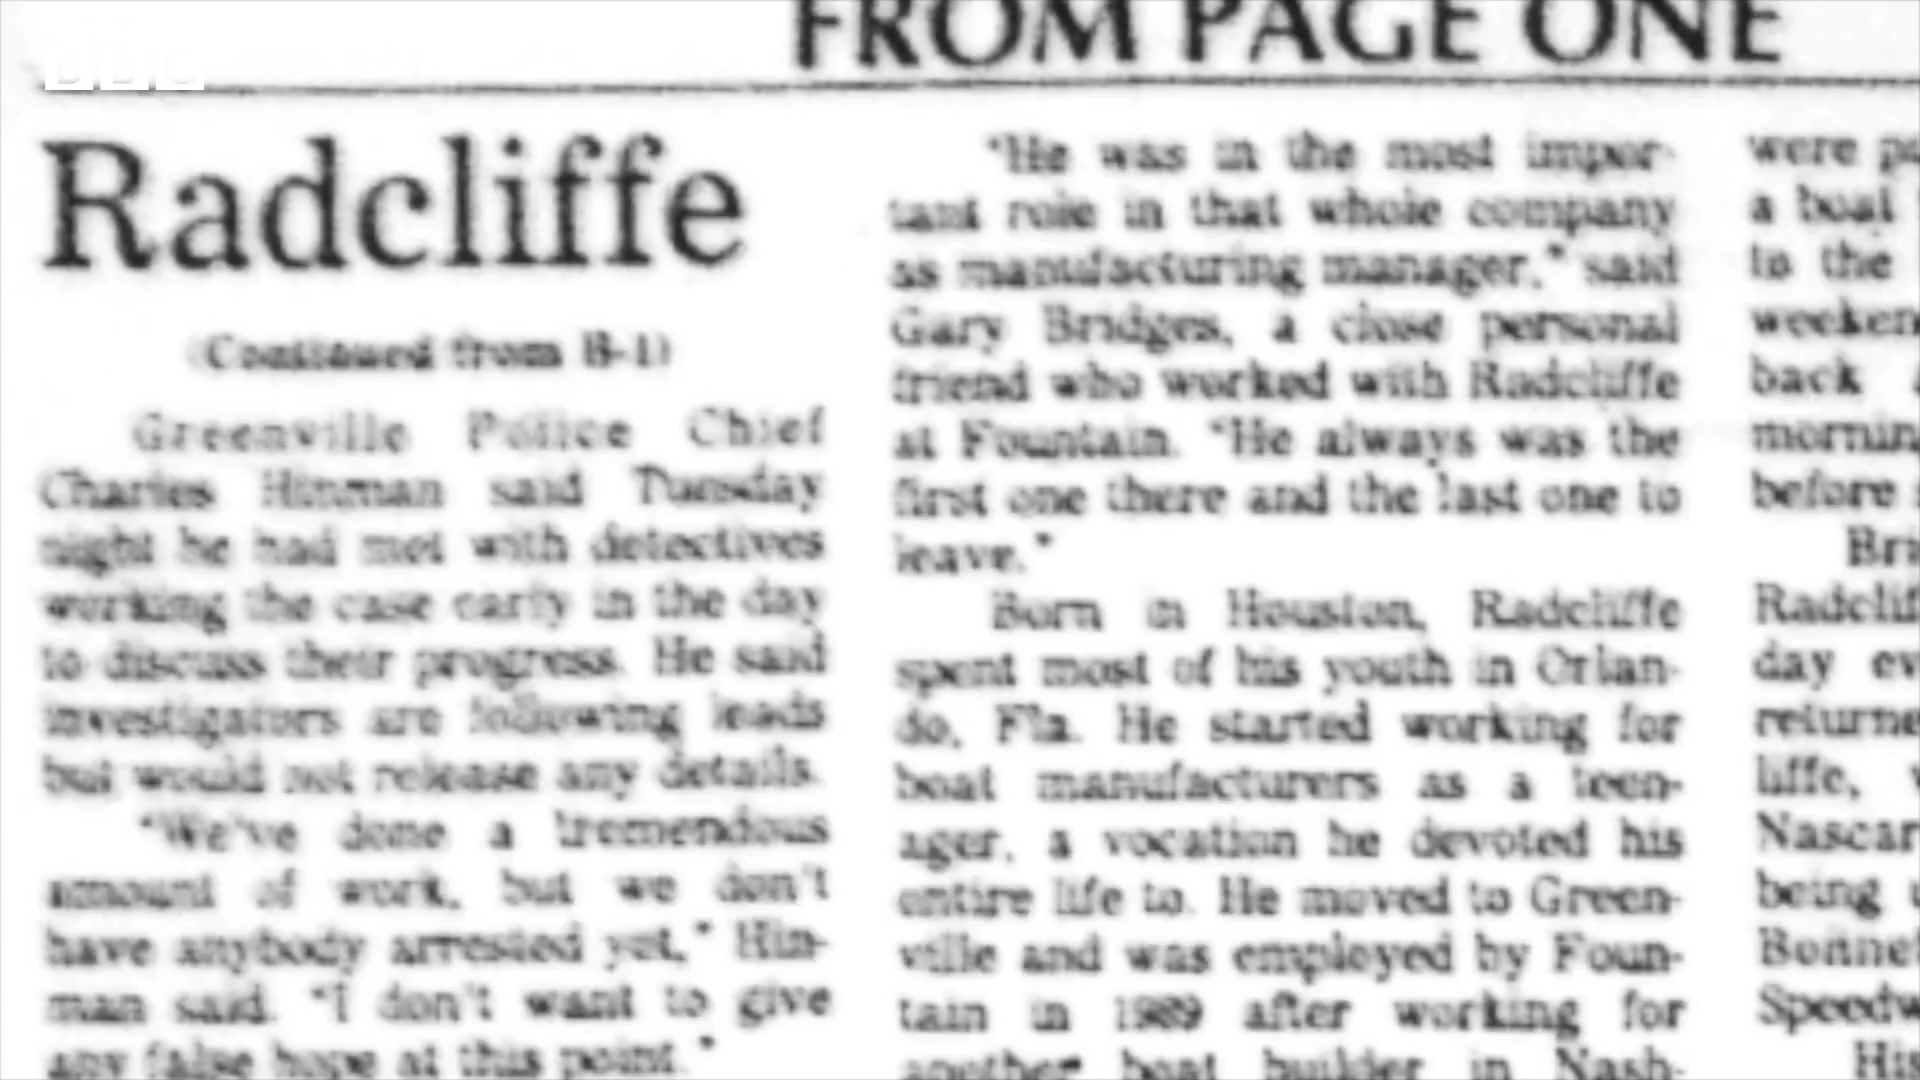 FROM PAGE ONE
BBC
Radcliffe
(Continued from B-1)
Greenville Police Chief
Charles Hinman said Tuesday
night he had met with detectives
working the case early in the day
to discuss their progress. He said
investigators are following leads
but would not release any details.
"We've done a tremendous
amount of work, but we don't
have anybody arrested yet," Hin-
man said. "I don't want to give
any false hope at this point."
"He was in the most impor-
tant role in that whole company
as manufacturing manager," said
Gary Bridges, a close personal
friend who worked with Radcliffe
at Fountain. "He always was the
first one there and the last one to
leave."
Born in Houston, Radcliffe
spent most of his youth in Orlan-
do, Fla. He started working for
boat manufacturers as a teen-
ager, a vocation he devoted his
entire life to. He moved to Green-
ville and was employed by Foun-
tain in 1989 after working for
another boat builder in Nash-
were
a boat
to the
weeken
back
mornin
before
Radclif
day ev
returne
liffe,
Nascar
being
Bonnet
Speedw
His